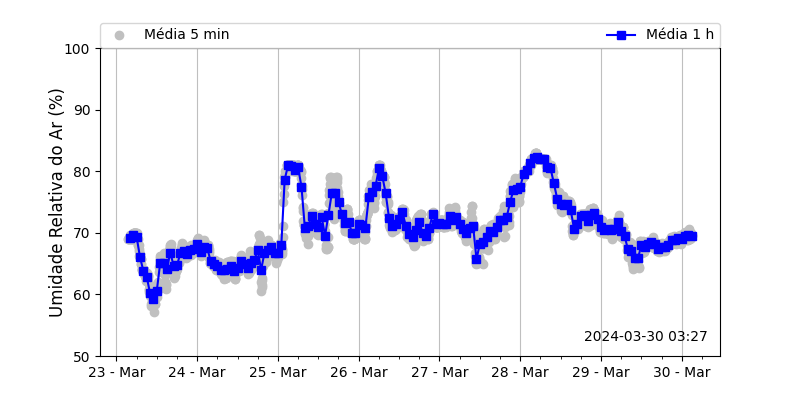 Média 5 min
Média 1 h
Umidade Relativa do Ar (%)
100
90
80
70
60
50
2024-03-30 03:27
23 - Mar
24 - Mar
25 - Mar
26 - Mar
27 - Mar
28 - Mar
29 - Mar
30 - Mar